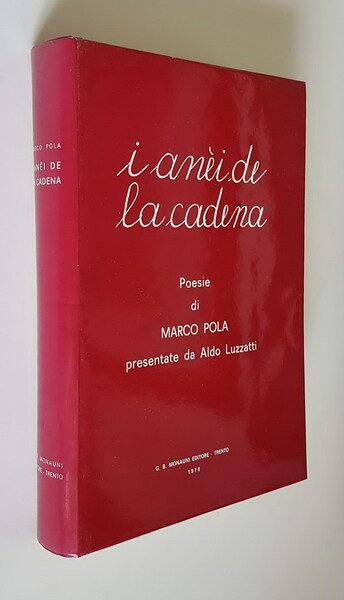 i anèi de
la cadena
Poesie
di
MARCO POLA
presentate da Aldo Luzzatti
G. B. MONAUNI EDITORE - TRENTO
1970
POLA
ANÈI DE
CADENA
MONAUNI
TRENTO